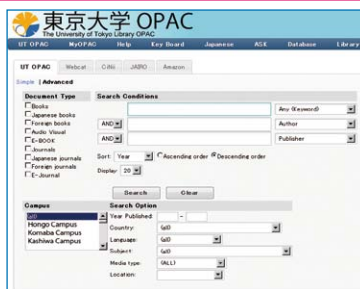 東京大学 OPAC
The University of Tokyo Library OPAC
UT OPAC MyOPAC Help Key Board Japanese ASK Database Library
UT OPAC Webcat CiNii JAIRO Amazon
Simple | Advanced
Document Type
Books
Japanese books
Foreign books
Audio Visual
E-BOOK
Journals
Japanese journals
Foreign journals
E-Journal
Search Conditions
Any (Keyword)
AND Author
AND Publisher
Sort: Year Ascending order Descending order
Display 20
Search Clear
Campus
(all)
Hongo Campus
Komaba Campus
Kashiwa Campus
Search Option
Year Published: -
Country: (all)
Language: (all)
Subject: (all)
Media type: (ALL)
Location: